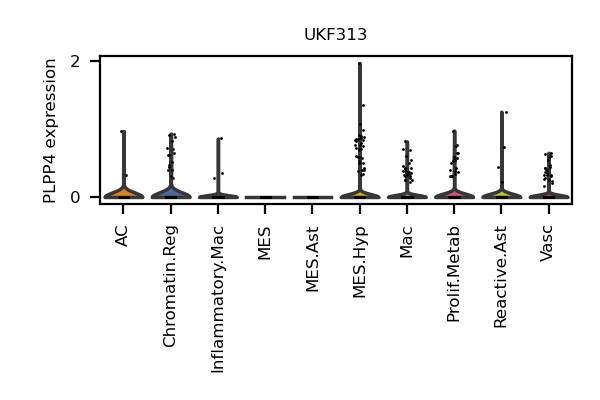 UKF313
PLPP4 expression
2
0
AC
Chromatin.Reg
Inflammatory.Mac
MES
MES.Ast
MES.Hyp
Mac
Prolif.Metab
Reactive.Ast
Vasc